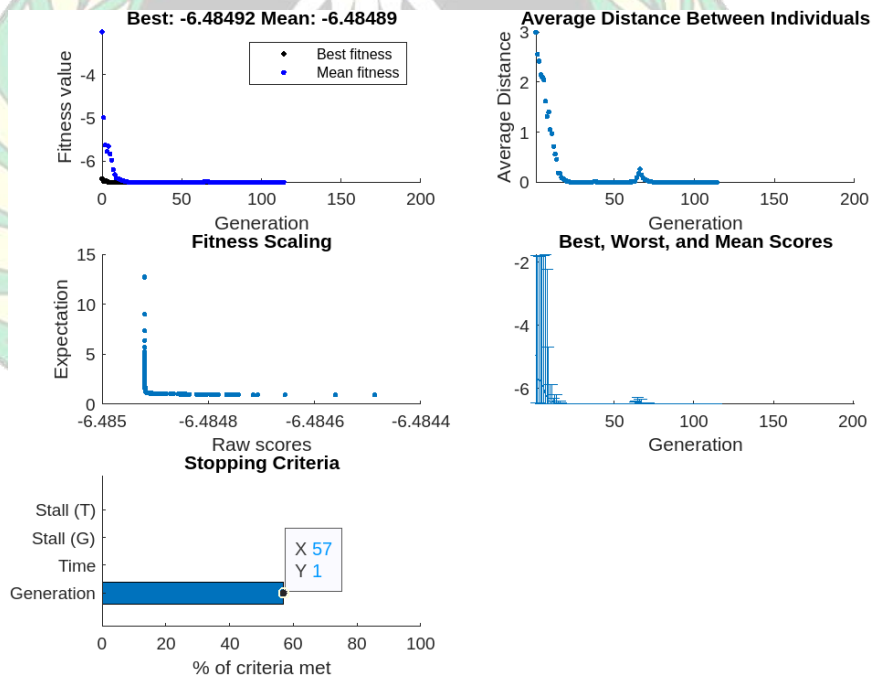 Best: -6.48492 Mean: -6.48489
Fitness value
-4
-5
-6
Best fitness
Mean fitness
0 50 100 150 200
Generation
Average Distance Between Individuals
Average Distance
3
2
1
0
0 50 100 150 200
Generation
Fitness Scaling
Expectation
15
10
5
0
-6.485 -6.4848 -6.4846 -6.4844
Raw scores
Best, Worst, and Mean Scores
-2
-4
-6
0 50 100 150 200
Generation
Stopping Criteria
Stall (T)
Stall (G)
Time
Generation
X 57
Y 1
0 20 40 60 80 100
% of criteria met